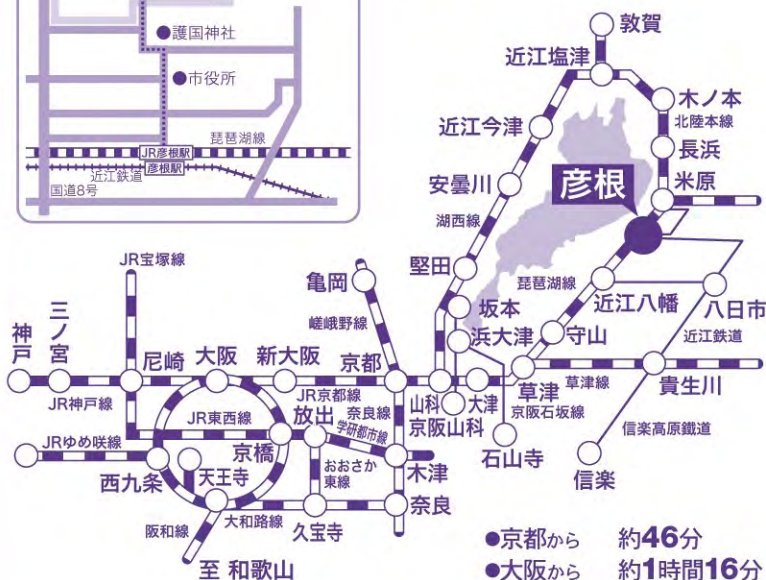 護国神社
市役所
琵琶湖線
JR彦根駅
彦根駅
近江鉄道
国道8号
敦賀
近江塩津
木ノ本
北陸本線
長浜
米原
近江今津
安曇川
湖西線
彦根
堅田
琵琶湖線
近江八幡
八日市
近江鉄道
坂本
浜大津
守山
JR宝塚線
亀岡
嵯峨野線
神戸
三ノ宮
尼崎
大阪
新大阪
京都
山科
大津
草津
草津線
貴生川
JR神戸線
JR京都線
京阪山科
京阪石坂線
石山寺
信楽高原鐵道
信楽
JR東西線
放出
奈良線
学研都市線
JRゆめ咲線
京橋
木津
西九条
天王寺
おおさか
東線
阪和線
大和路線
久宝寺
奈良
至 和歌山
●京都から 約46分
●大阪から 約1時間16分